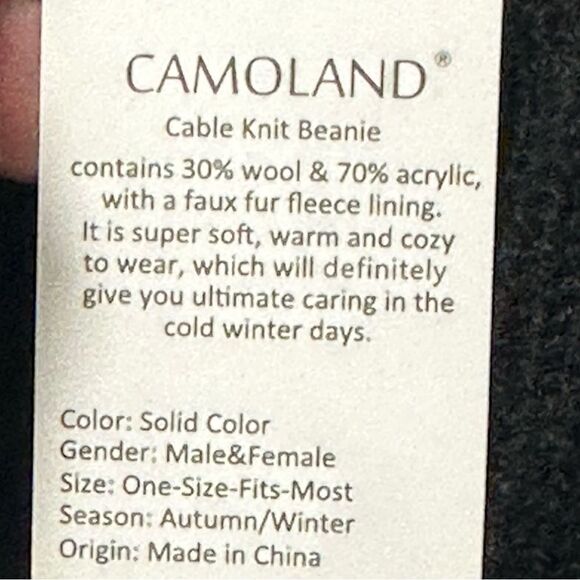 CAMOLAND®
Cable Knit Beanie
contains 30% wool & 70% acrylic,
with a faux fur fleece lining.
It is super soft, warm and cozy
to wear, which will definitely
give you ultimate caring in the
cold winter days.
Color: Solid Color
Gender: Male&Female
Size: One-Size-Fits-Most
Season: Autumn/Winter
Origin: Made in China